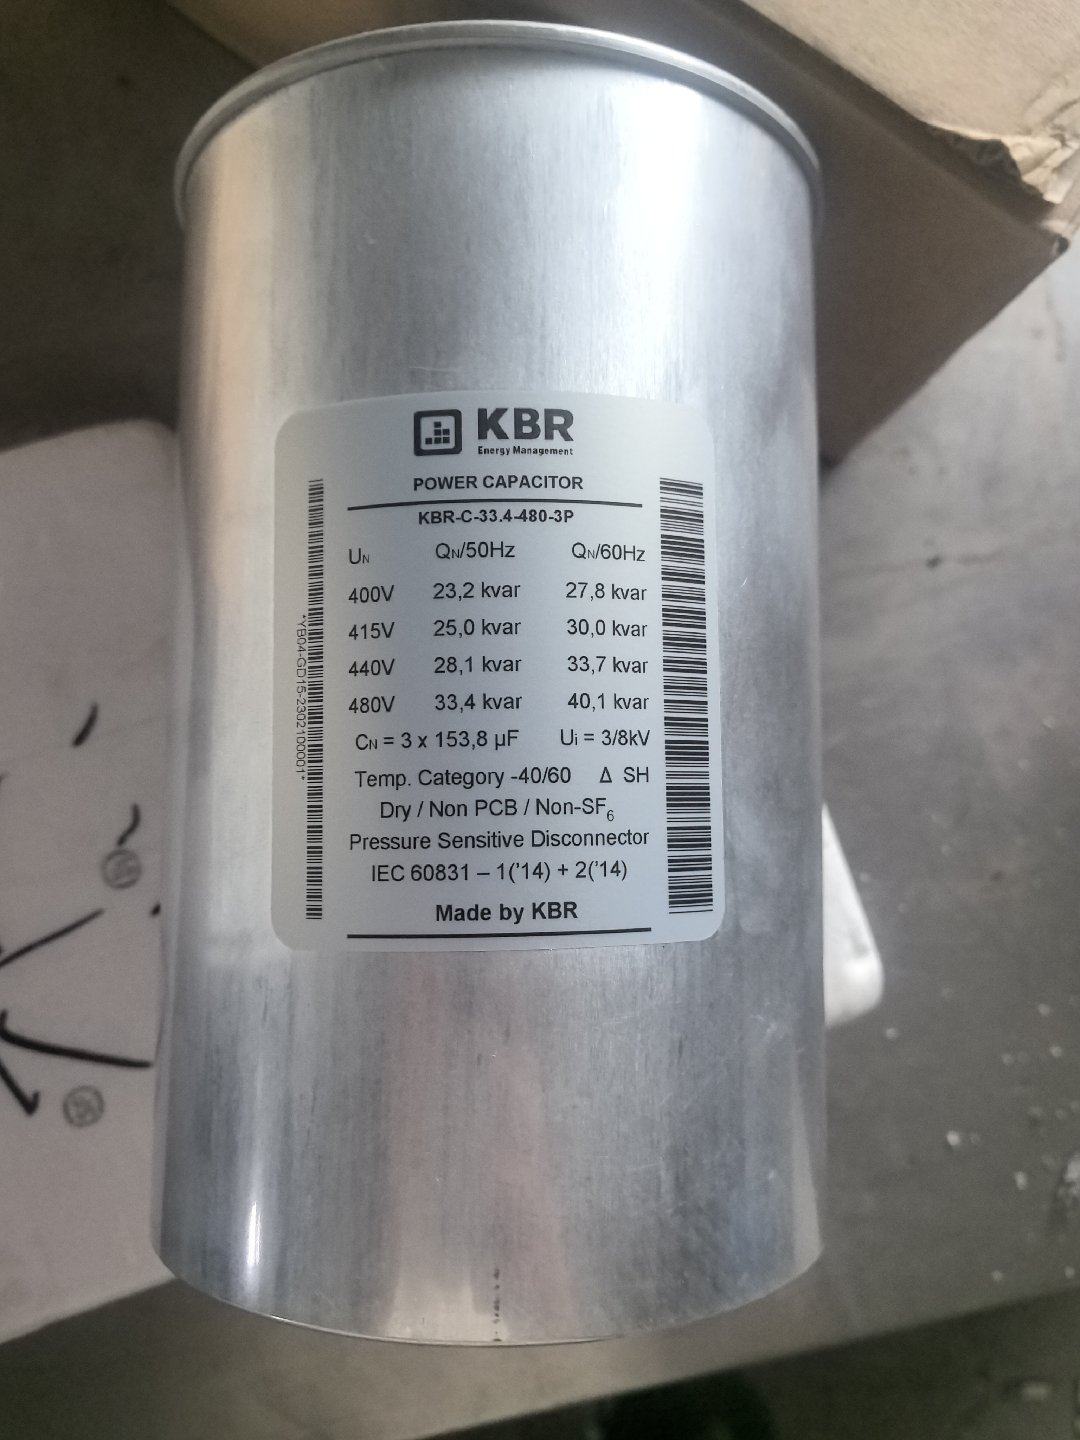 KBR
Energy Management
POWER CAPACITOR
KBR-C-33.4-480-3P
UN QN/50Hz QN/60Hz
400V 23,2 kvar 27,8 kvar
415V 25,0 kvar 30,0 kvar
440V 28,1 kvar 33,7 kvar
480V 33,4 kvar 40,1 kvar
CN = 3 x 153,8 µF Ui = 3/8kV
Temp. Category -40/60 Δ SH
Dry / Non PCB / Non-SF6
Pressure Sensitive Disconnector
IEC 60831 – 1('14) + 2('14)
Made by KBR
*YB04-GD15-2302100001*